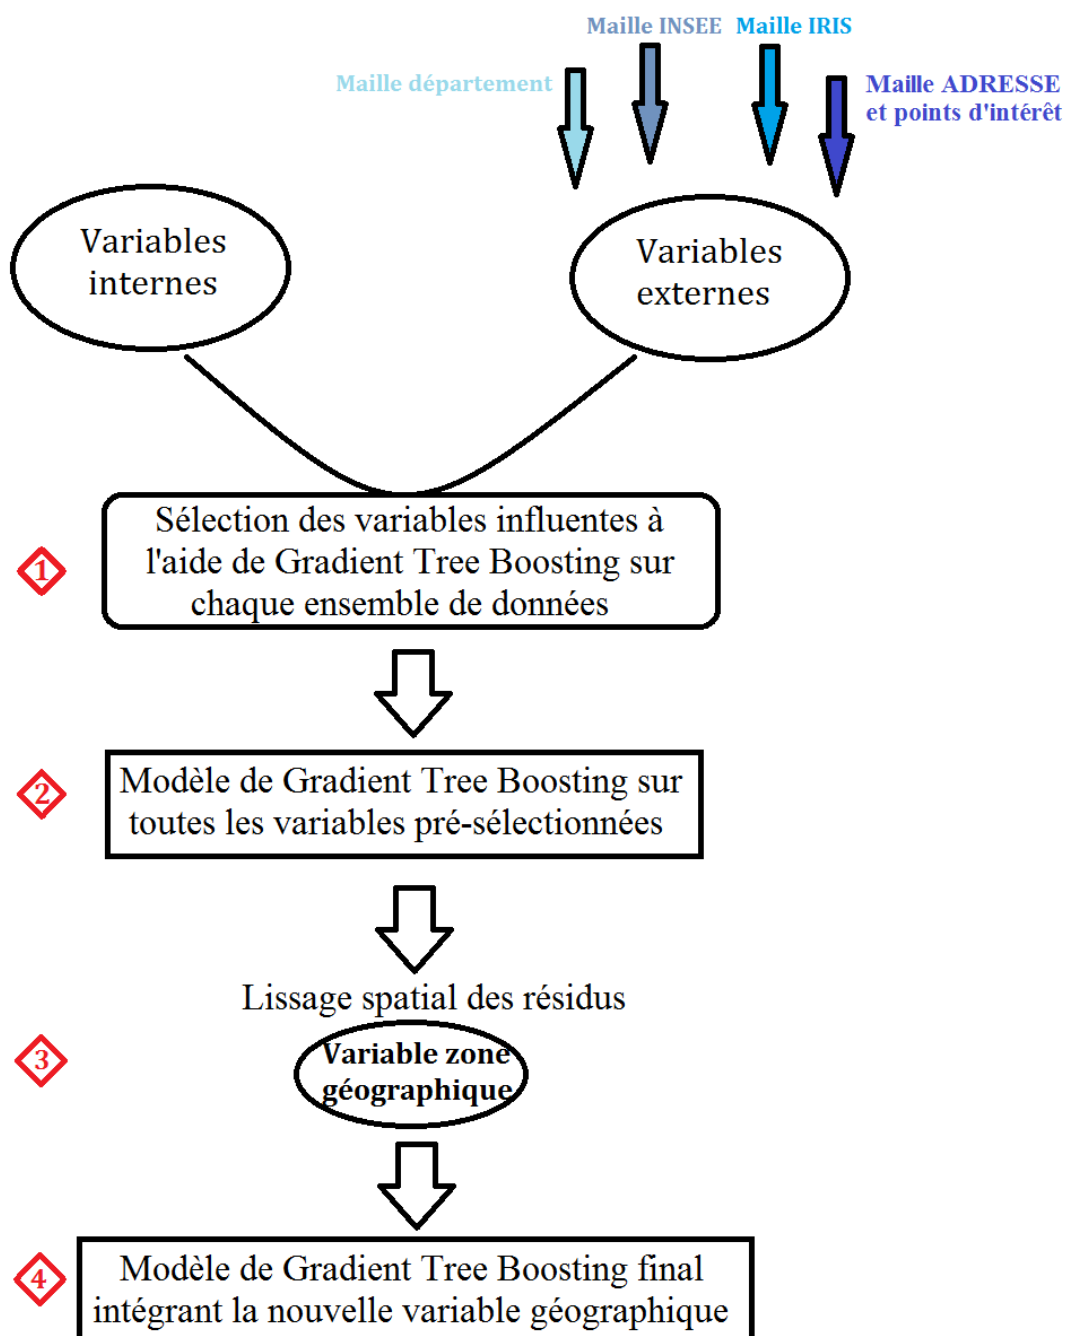 Maille INSEE
Maille IRIS
Maille département
Maille ADRESSE
et points d'intérêt
Variables
internes
Variables
externes
1
Sélection des variables influentes à
l'aide de Gradient Tree Boosting sur
chaque ensemble de données
2
Modèle de Gradient Tree Boosting sur
toutes les variables pré-sélectionnées
Lissage spatial des résidus
3
Variable zone
géographique
4
Modèle de Gradient Tree Boosting final
intégrant la nouvelle variable géographique